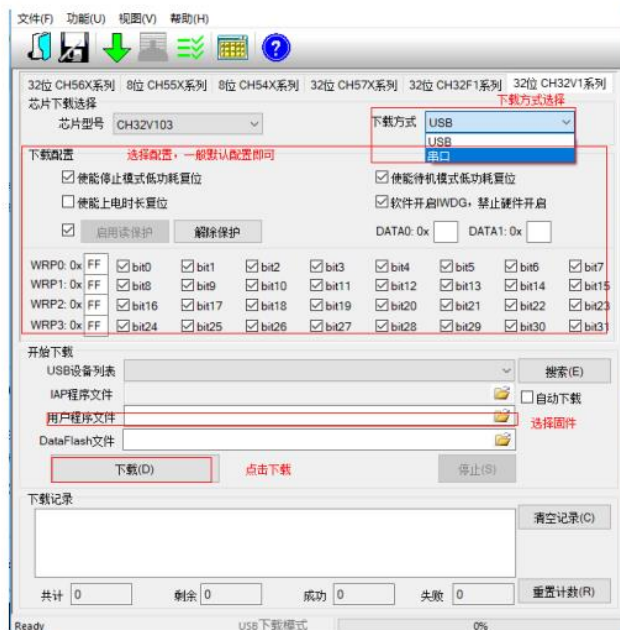 文件(F) 功能(U) 视图(V) 帮助(H)
32位 CH56X系列 8位 CH55X系列 8位 CH54X系列 32位 CH57X系列 32位 CH32F1系列 32位 CH32V1系列
芯片下载选择 下载方式选择
芯片型号 CH32V103 下载方式 USB
USB
串口
下载配置 选择配置，一般默认配置即可
使能停止模式低功耗复位 使能待机模式低功耗复位
使能上电时长复位 软件开启IWDG，禁止硬件开启
启用读保护 解除保护 DATA0: 0x DATA1: 0x
WRP0: 0x FF bit0 bit1 bit2 bit3 bit4 bit5 bit6 bit7
WRP1: 0x FF bit8 bit9 bit10 bit11 bit12 bit13 bit14 bit15
WRP2: 0x FF bit16 bit17 bit18 bit19 bit20 bit21 bit22 bit23
WRP3: 0x FF bit24 bit25 bit26 bit27 bit28 bit29 bit30 bit31
开始下载
USB设备列表 搜索(E)
IAP程序文件 自动下载
用户程序文件 选择固件
DataFlash文件
下载(D) 点击下载 停止(S)
下载记录
清空记录(C)
共计 0 剩余 0 成功 0 失败 0 重置计数(R)
Ready USB下载模式 0%